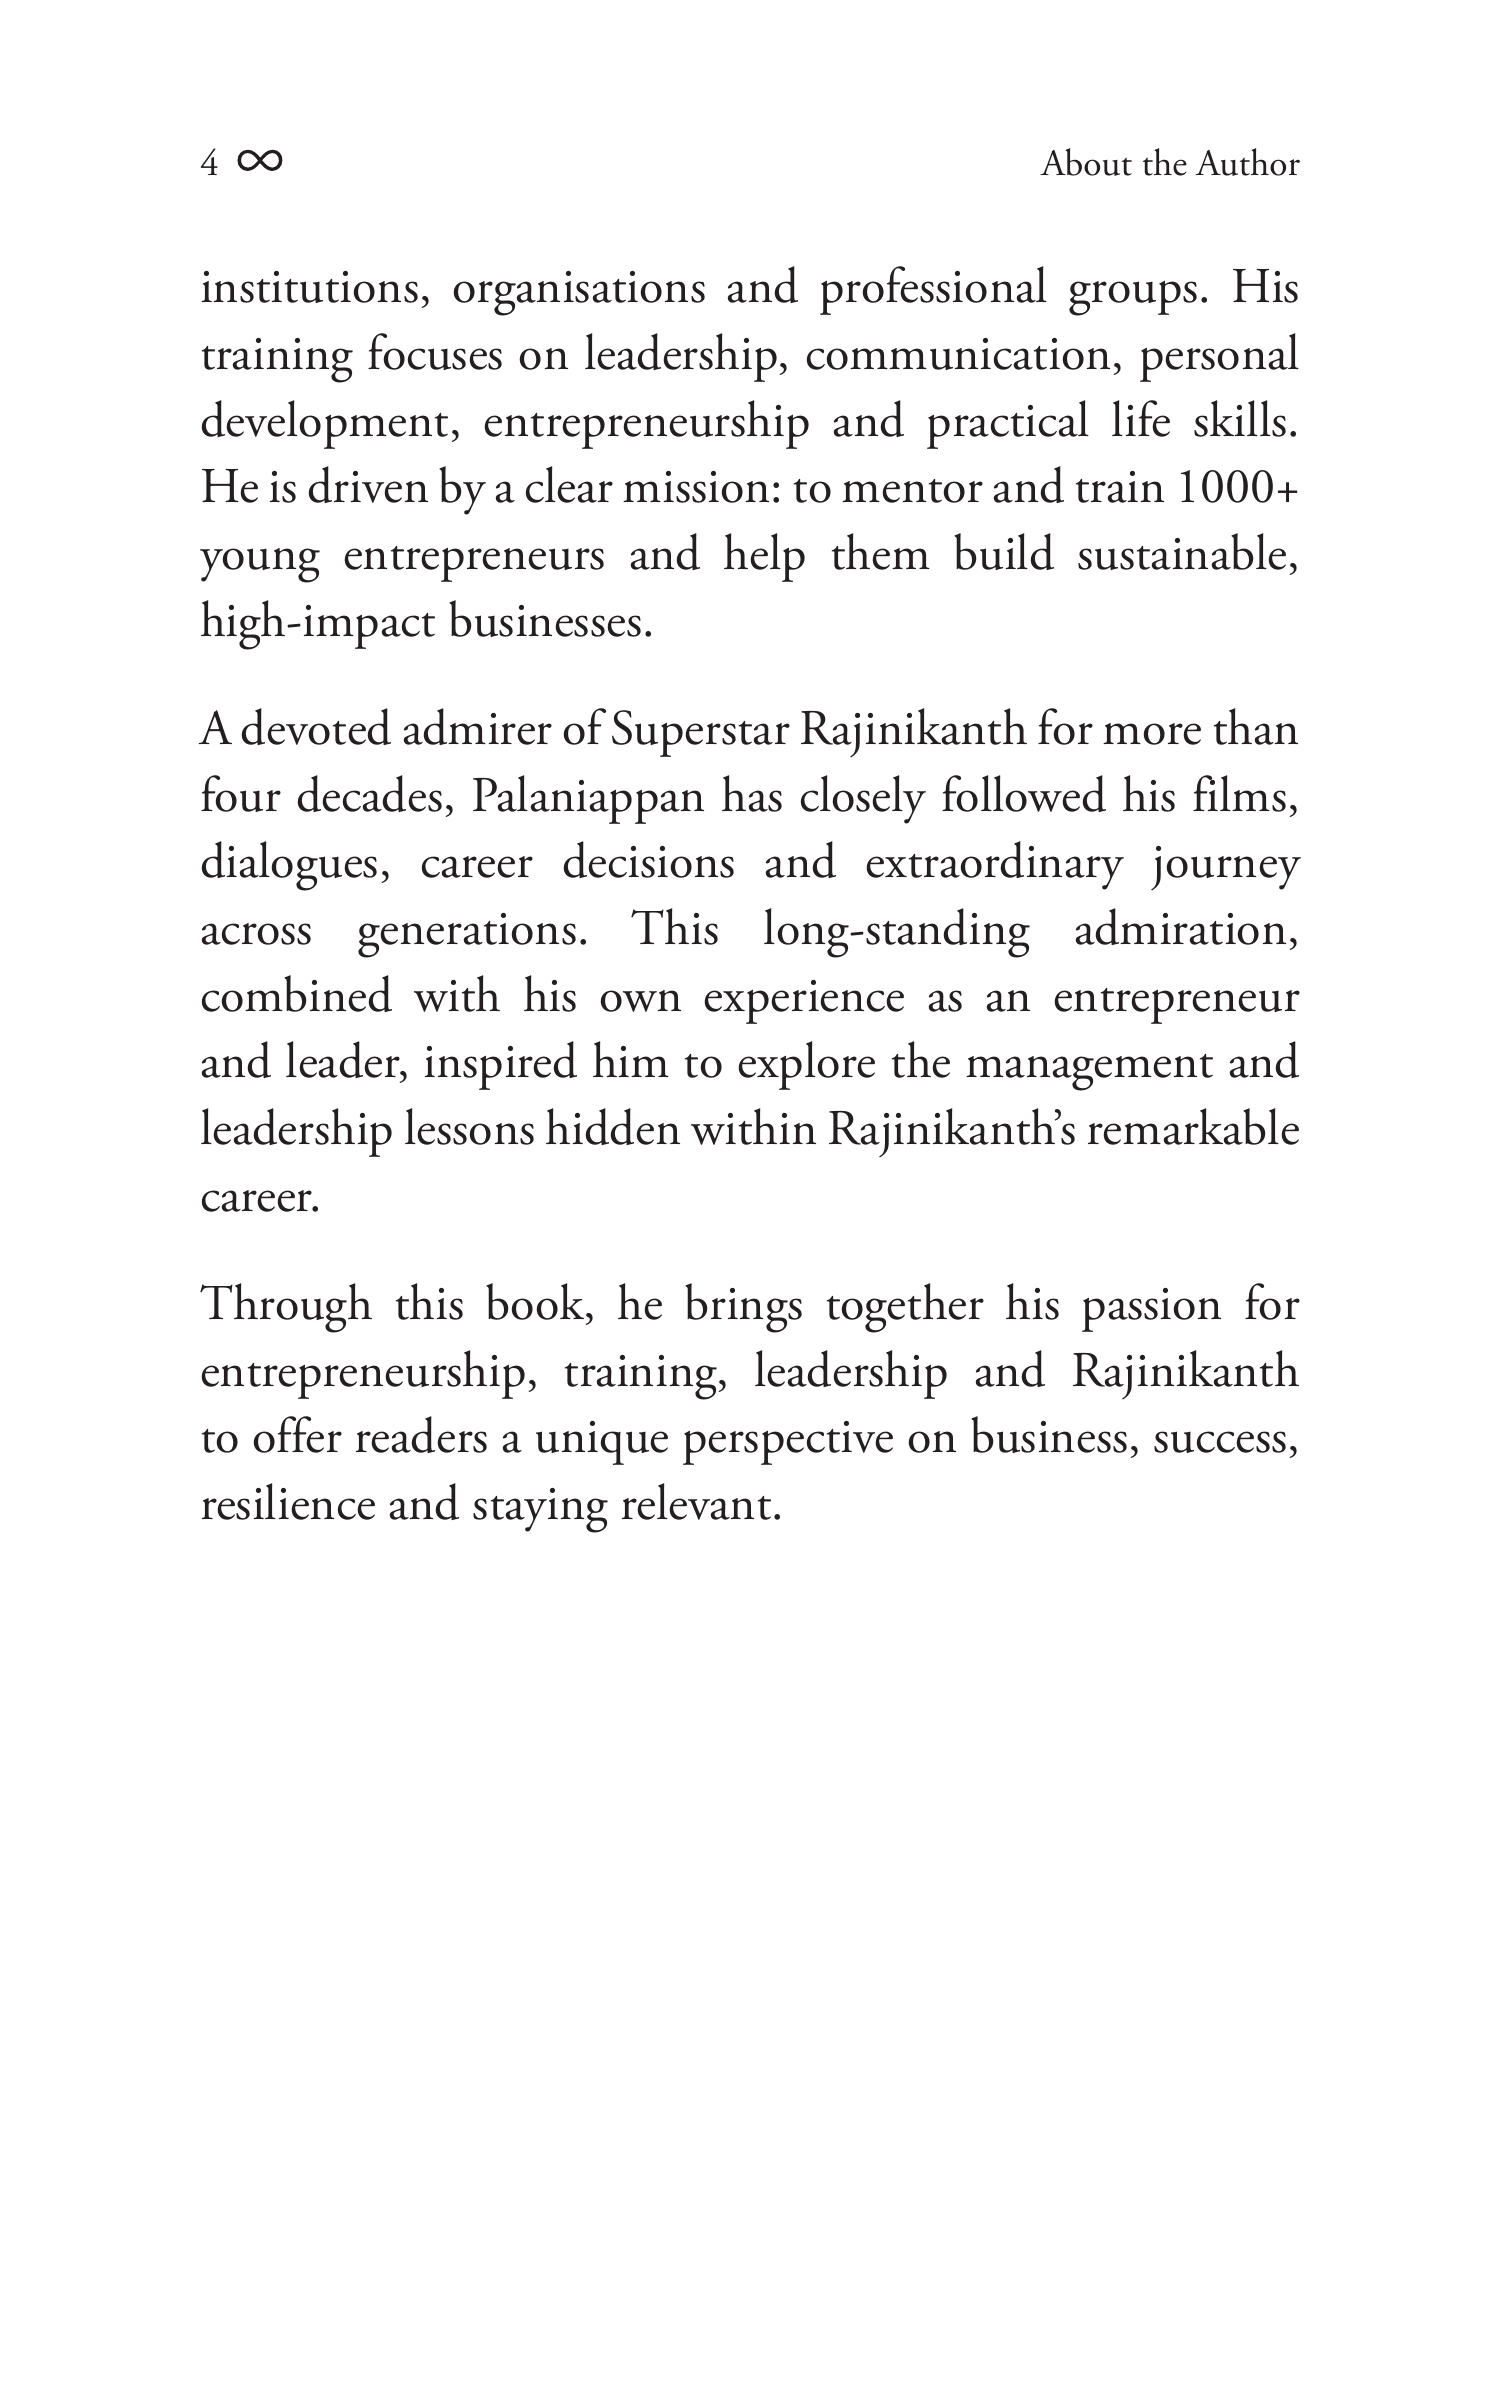 4 ∞ About the Author
institutions, organisations and professional groups. His
training focuses on leadership, communication, personal
development, entrepreneurship and practical life skills.
He is driven by a clear mission: to mentor and train 1000+
young entrepreneurs and help them build sustainable,
high-impact businesses.
A devoted admirer of Superstar Rajinikanth for more than
four decades, Palaniappan has closely followed his films,
dialogues, career decisions and extraordinary journey
across generations. This long-standing admiration,
combined with his own experience as an entrepreneur
and leader, inspired him to explore the management and
leadership lessons hidden within Rajinikanth’s remarkable
career.
Through this book, he brings together his passion for
entrepreneurship, training, leadership and Rajinikanth
to offer readers a unique perspective on business, success,
resilience and staying relevant.